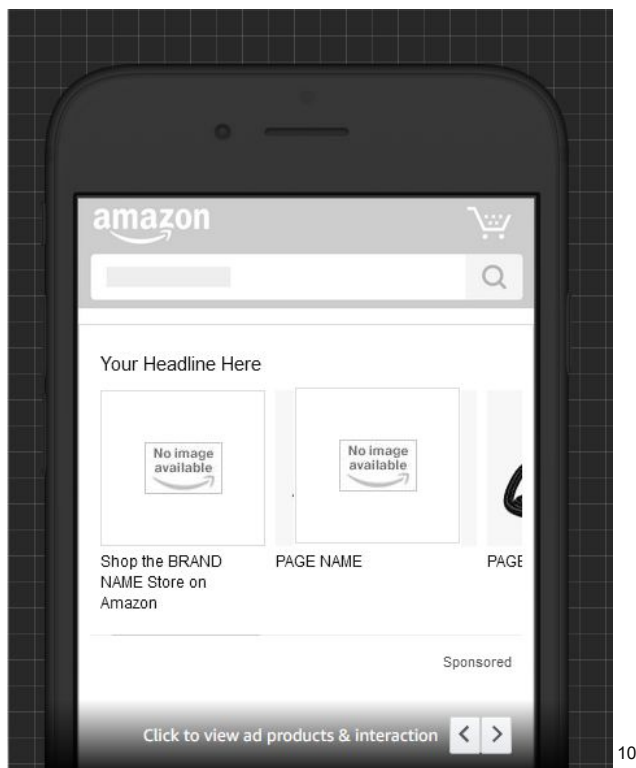 amazon
Your Headline Here
No image
available
No image
available
Shop the BRAND
NAME Store on
Amazon
PAGE NAME
PAGE
Sponsored
Click to view ad products & interaction
10